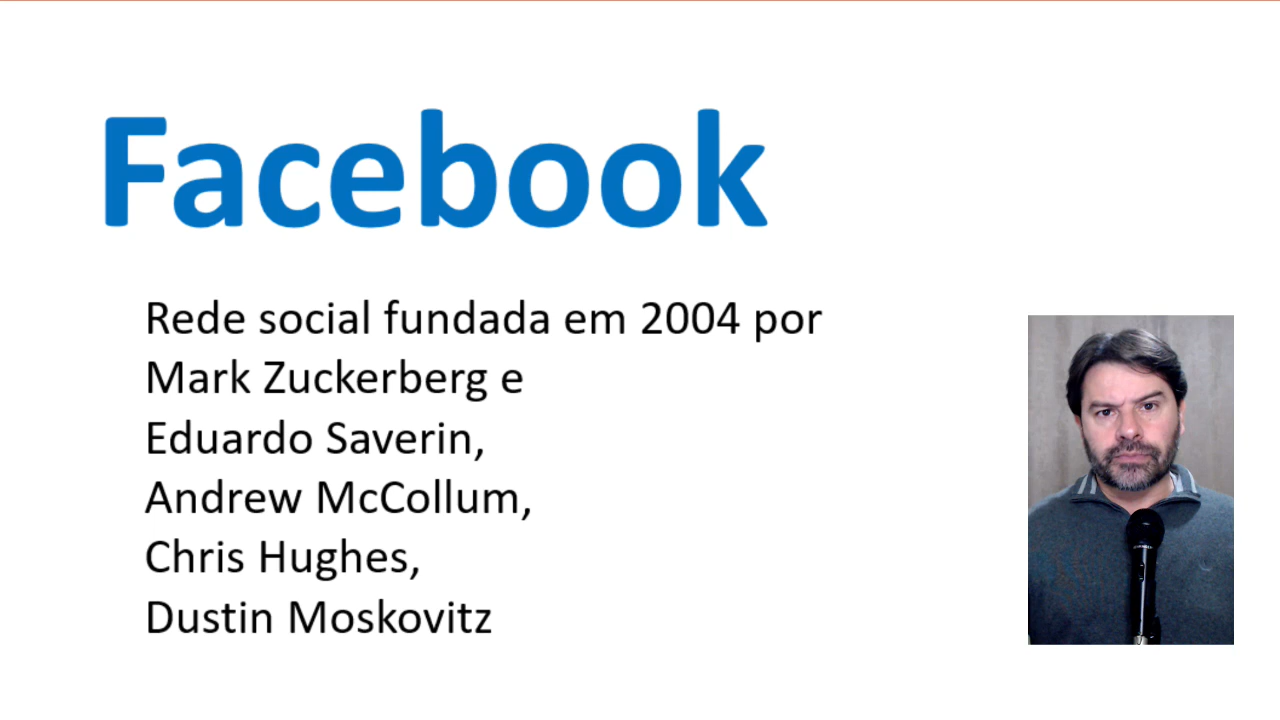 Facebook
Rede social fundada em 2004 por
Mark Zuckerberg e
Eduardo Saverin,
Andrew McCollum,
Chris Hughes,
Dustin Moskovitz